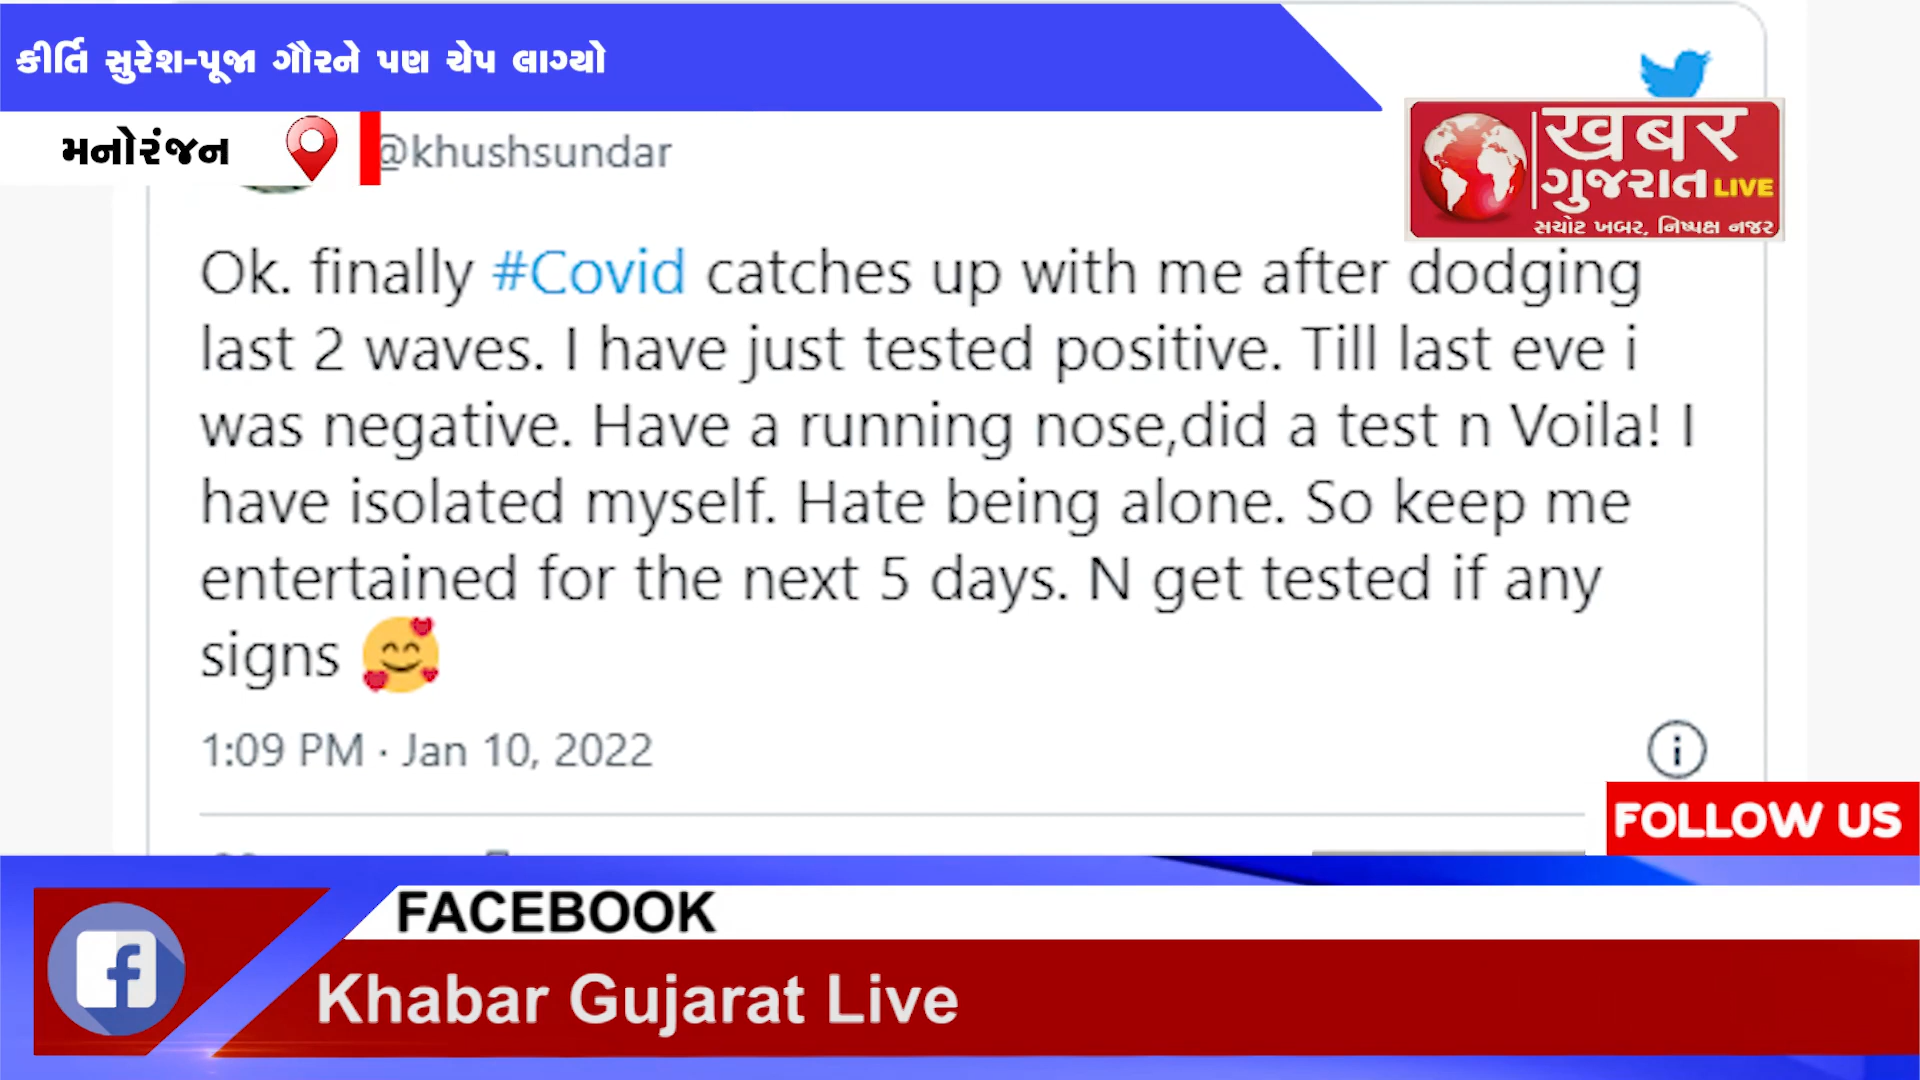 કીર્તિ સુરેશ-પૂજા ગૌરને પણ ચેપ લાગ્યો
મનોરંજન
@khushsundar
ખબર
ગુજરાત LIVE
સચોટ ખબર, નિષ્પક્ષ નજર
Ok. finally #Covid catches up with me after dodging
last 2 waves. I have just tested positive. Till last eve i
was negative. Have a running nose,did a test n Voila! I
have isolated myself. Hate being alone. So keep me
entertained for the next 5 days. N get tested if any
signs 🥰
1:09 PM · Jan 10, 2022
FOLLOW US
FACEBOOK
Khabar Gujarat Live